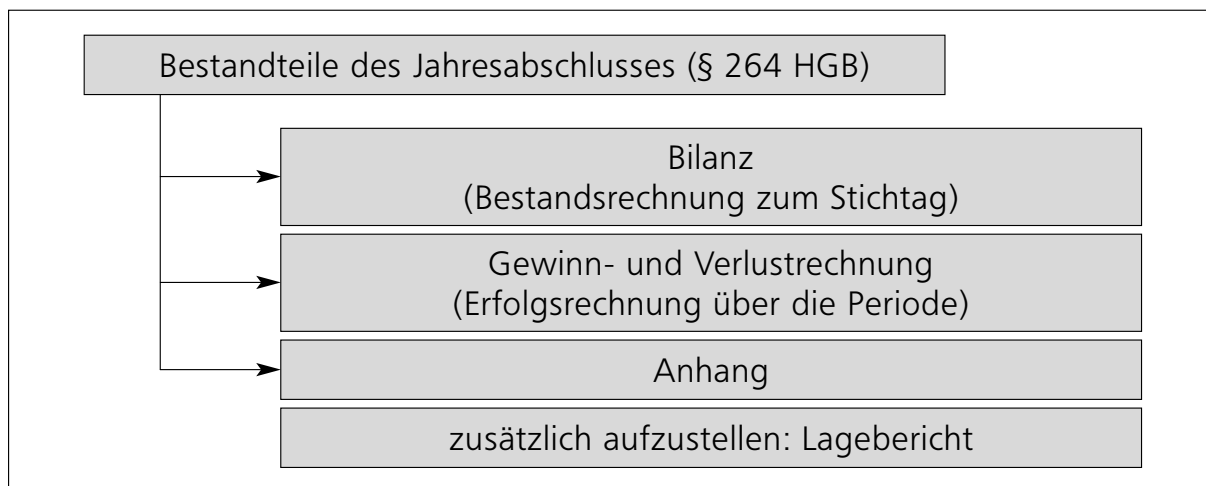 Bestandteile des Jahresabschlusses (§ 264 HGB)
Bilanz
(Bestandsrechnung zum Stichtag)
Gewinn- und Verlustrechnung
(Erfolgsrechnung über die Periode)
Anhang
zusätzlich aufzustellen: Lagebericht